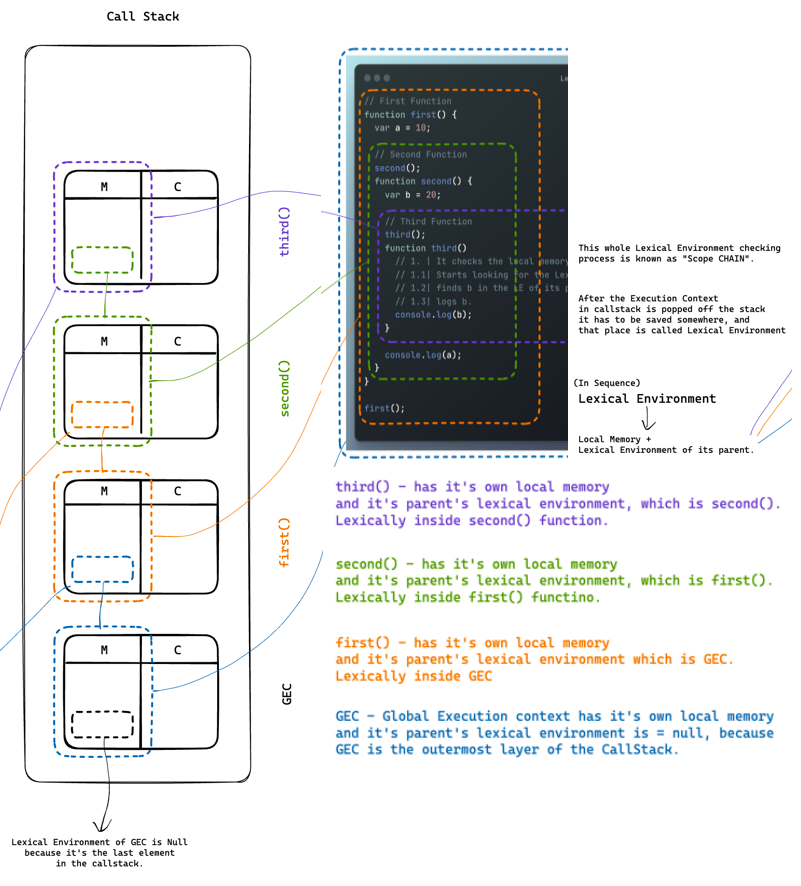 Call Stack
M C
third()
M C
second()
M C
first()
M C
GEC
Lexical Environment of GEC is Null
because it's the last element
in the callstack.
// First Function
function first() {
var a = 10;
// Second Function
second();
function second() {
var b = 20;
// Third Function
third();
function third()
// 1. | It checks the local memory
// 1.1| Starts looking for the Lex
// 1.2| finds b in the LE of its p
// 1.3| logs b.
console.log(b);
}
console.log(a);
}
}
first();
This whole Lexical Environment checking
process is known as "Scope CHAIN".
After the Execution Context
in callstack is popped off the stack
it has to be saved somewhere, and
that place is called Lexical Environment
(In Sequence)
Lexical Environment
Local Memory +
Lexical Environment of its parent.
third() - has it's own local memory
and it's parent's lexical environment, which is second().
Lexically inside second() function.
second() - has it's own local memory
and it's parent's lexical environment, which is first().
Lexically inside first() functino.
first() - has it's own local memory
and it's parent's lexical environment which is GEC.
Lexically inside GEC
GEC - Global Execution context has it's own local memory
and it's parent's lexical environment is = null, because
GEC is the outermost layer of the CallStack.